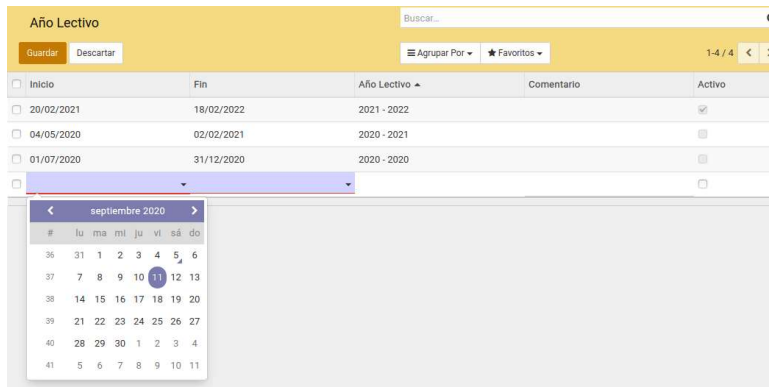 Año Lectivo
Buscar...
Guardar Descartar Agrupar Por Favoritos 1-4 / 4
Inicio Fin Año Lectivo Comentario Activo
20/02/2021 18/02/2022 2021 - 2022
04/05/2020 02/02/2021 2020 - 2021
01/07/2020 31/12/2020 2020 - 2020
septiembre 2020
# lu ma mi ju vi sá do
36 31 1 2 3 4 5 6
37 7 8 9 10 11 12 13
38 14 15 16 17 18 19 20
39 21 22 23 24 25 26 27
40 28 29 30 1 2 3 4
41 5 6 7 8 9 10 11